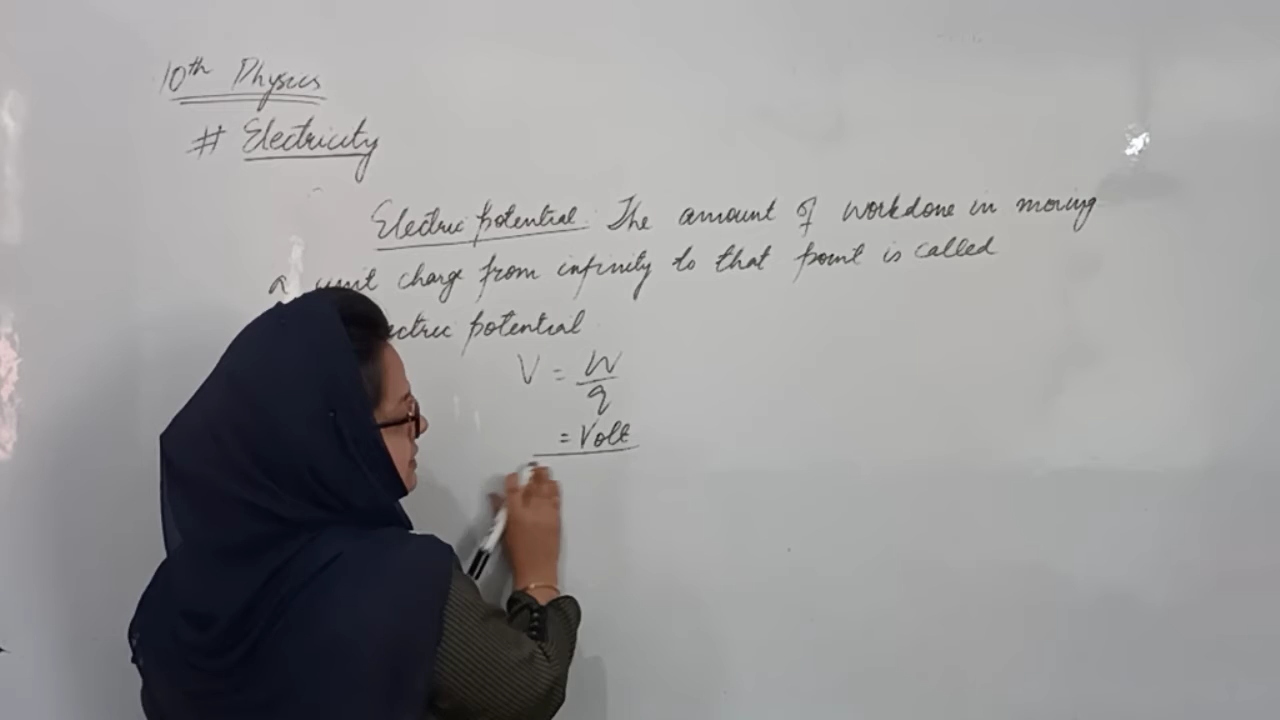 10th Physics
# Electricity
Electric potential. The amount of workdone in moving
a unit charge from infinity to that point is called
electric potential
V = W
q
= Volt